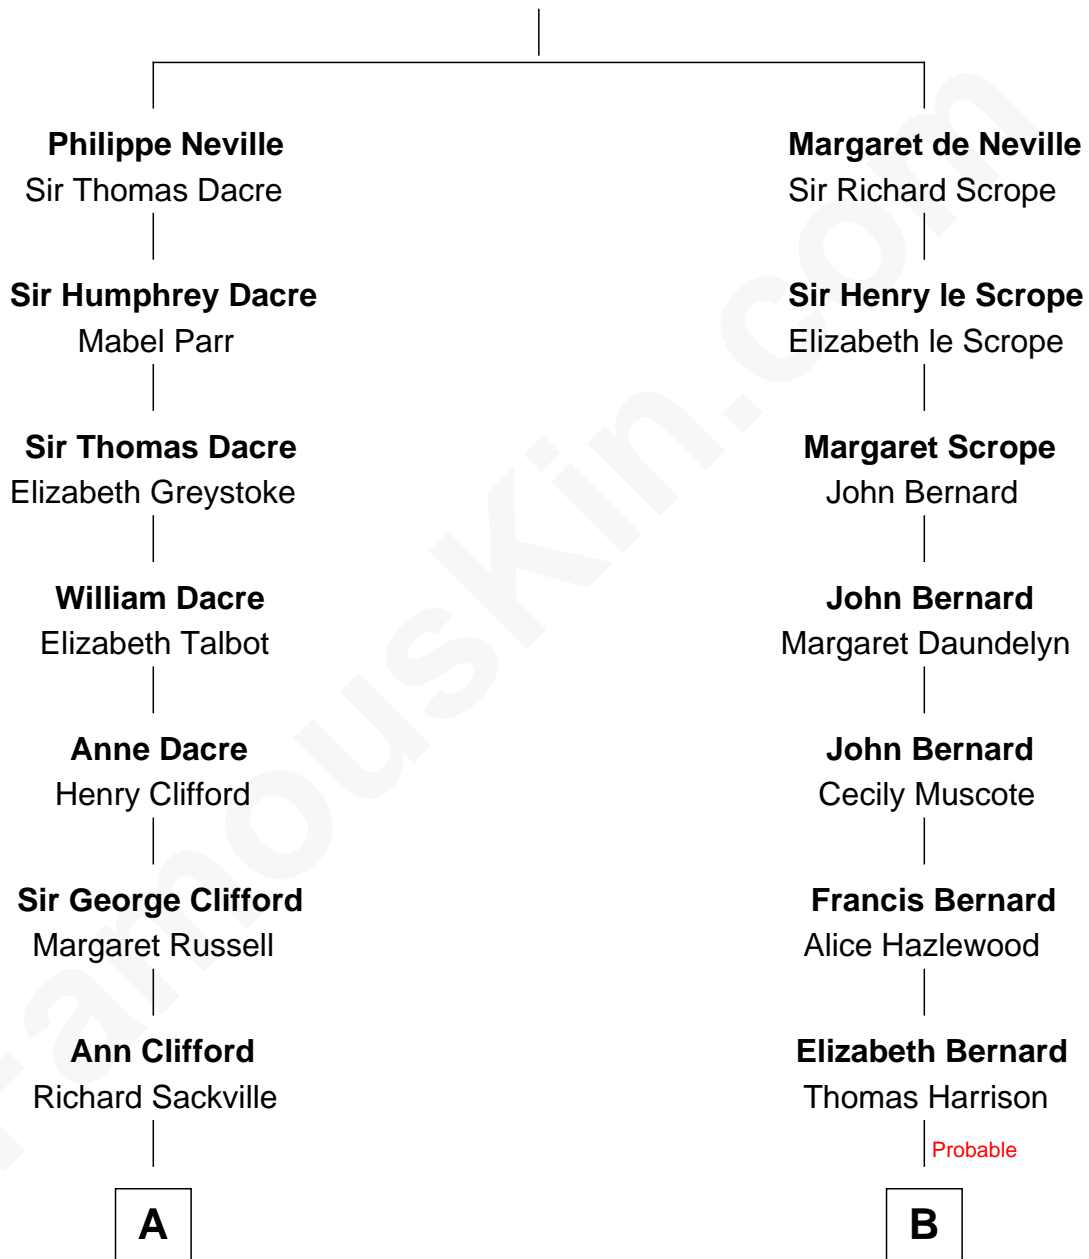 Philippe Neville
Sir Thomas Dacre
Margaret de Neville
Sir Richard Scrope
Sir Humphrey Dacre
Mabel Parr
Sir Henry le Scrope
Elizabeth le Scrope
Sir Thomas Dacre
Elizabeth Greystoke
Margaret Scrope
John Bernard
William Dacre
Elizabeth Talbot
John Bernard
Margaret Daundelyn
Anne Dacre
Henry Clifford
John Bernard
Cecily Muscote
Sir George Clifford
Margaret Russell
Francis Bernard
Alice Hazlewood
Ann Clifford
Richard Sackville
Elizabeth Bernard
Thomas Harrison
Probable
A
B
FamousKin.com